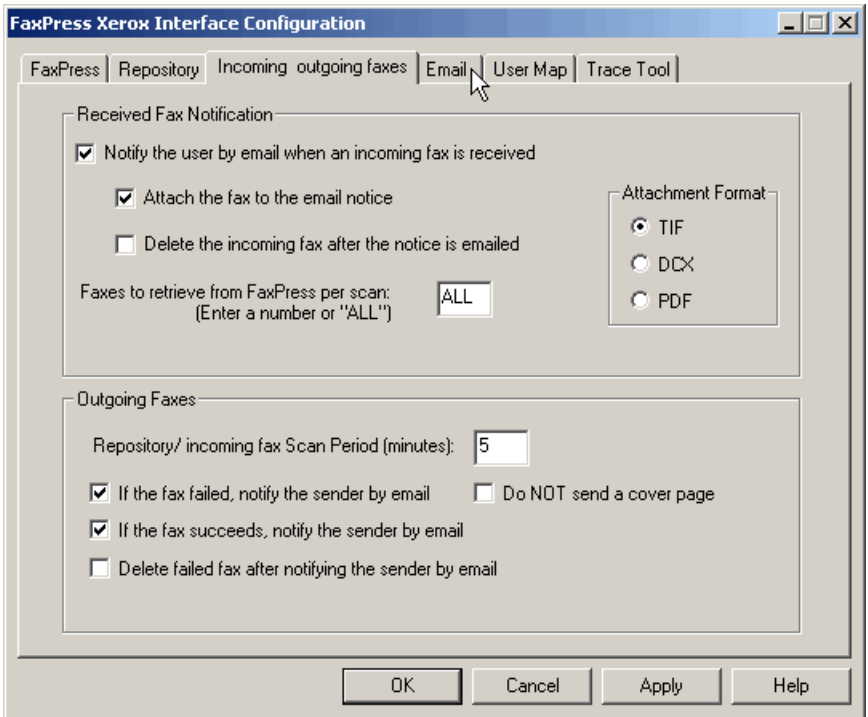 FaxPress Xerox Interface Configuration
FaxPress Repository Incoming outgoing faxes Email User Map Trace Tool
Received Fax Notification
Notify the user by email when an incoming fax is received
Attach the fax to the email notice
Attachment Format
TIF
Delete the incoming fax after the notice is emailed
DCX
Faxes to retrieve from FaxPress per scan: ALL
(Enter a number or "ALL")
PDF
Outgoing Faxes
Repository/ incoming fax Scan Period (minutes): 5
If the fax failed, notify the sender by email Do NOT send a cover page
If the fax succeeds, notify the sender by email
Delete failed fax after notifying the sender by email
OK Cancel Apply Help